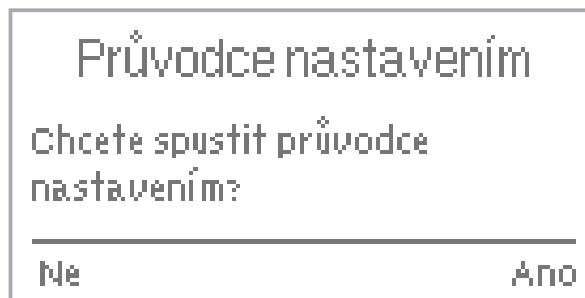 Průvodce nastavením
Chcete spustit průvodce
nastavením?
Ne Ano